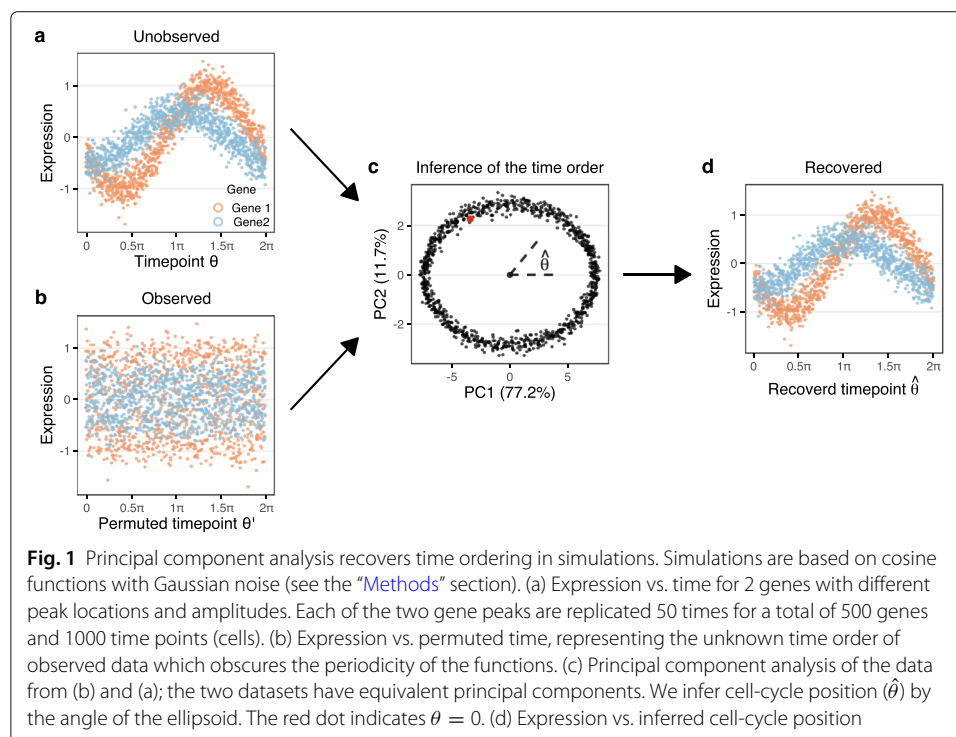 a
Unobserved
Expression
1
0
-1
Gene
Gene 1
Gene2
0 0.5π 1π 1.5π 2π
Timepoint θ
b
Observed
Expression
1
0
-1
0 0.5π 1π 1.5π 2π
Permuted timepoint θ'
c
Inference of the time order
PC2 (11.7%)
2
0
-2
θ̂
-5 0 5
PC1 (77.2%)
d
Recovered
Expression
1
0
-1
0 0.5π 1π 1.5π 2π
Recoverd timepoint θ̂
Fig. 1 Principal component analysis recovers time ordering in simulations. Simulations are based on cosine
functions with Gaussian noise (see the “Methods” section). (a) Expression vs. time for 2 genes with different
peak locations and amplitudes. Each of the two gene peaks are replicated 50 times for a total of 500 genes
and 1000 time points (cells). (b) Expression vs. permuted time, representing the unknown time order of
observed data which obscures the periodicity of the functions. (c) Principal component analysis of the data
from (b) and (a); the two datasets have equivalent principal components. We infer cell-cycle position (θ̂) by
the angle of the ellipsoid. The red dot indicates θ = 0. (d) Expression vs. inferred cell-cycle position